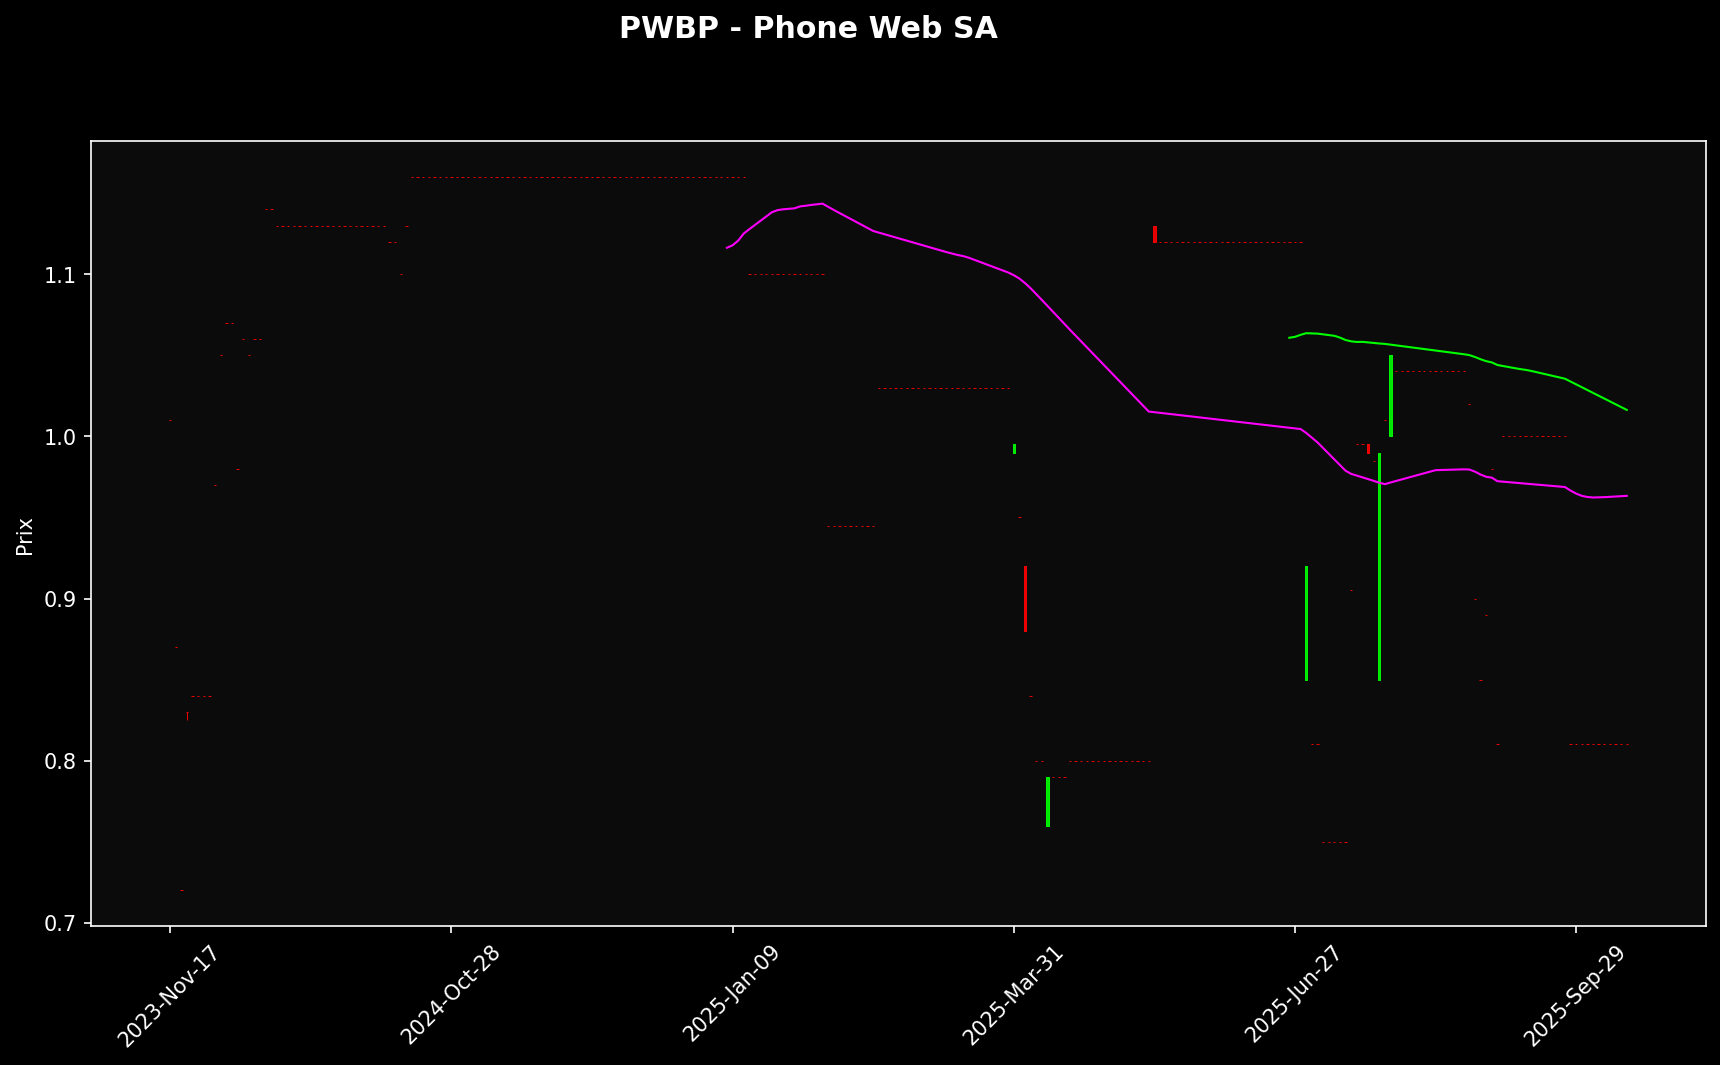 PWBP - Phone Web SA
Prix
1.1
1.0
0.9
0.8
0.7
2023-Nov-17
2024-Oct-28
2025-Jan-09
2025-Mar-31
2025-Jun-27
2025-Sep-29